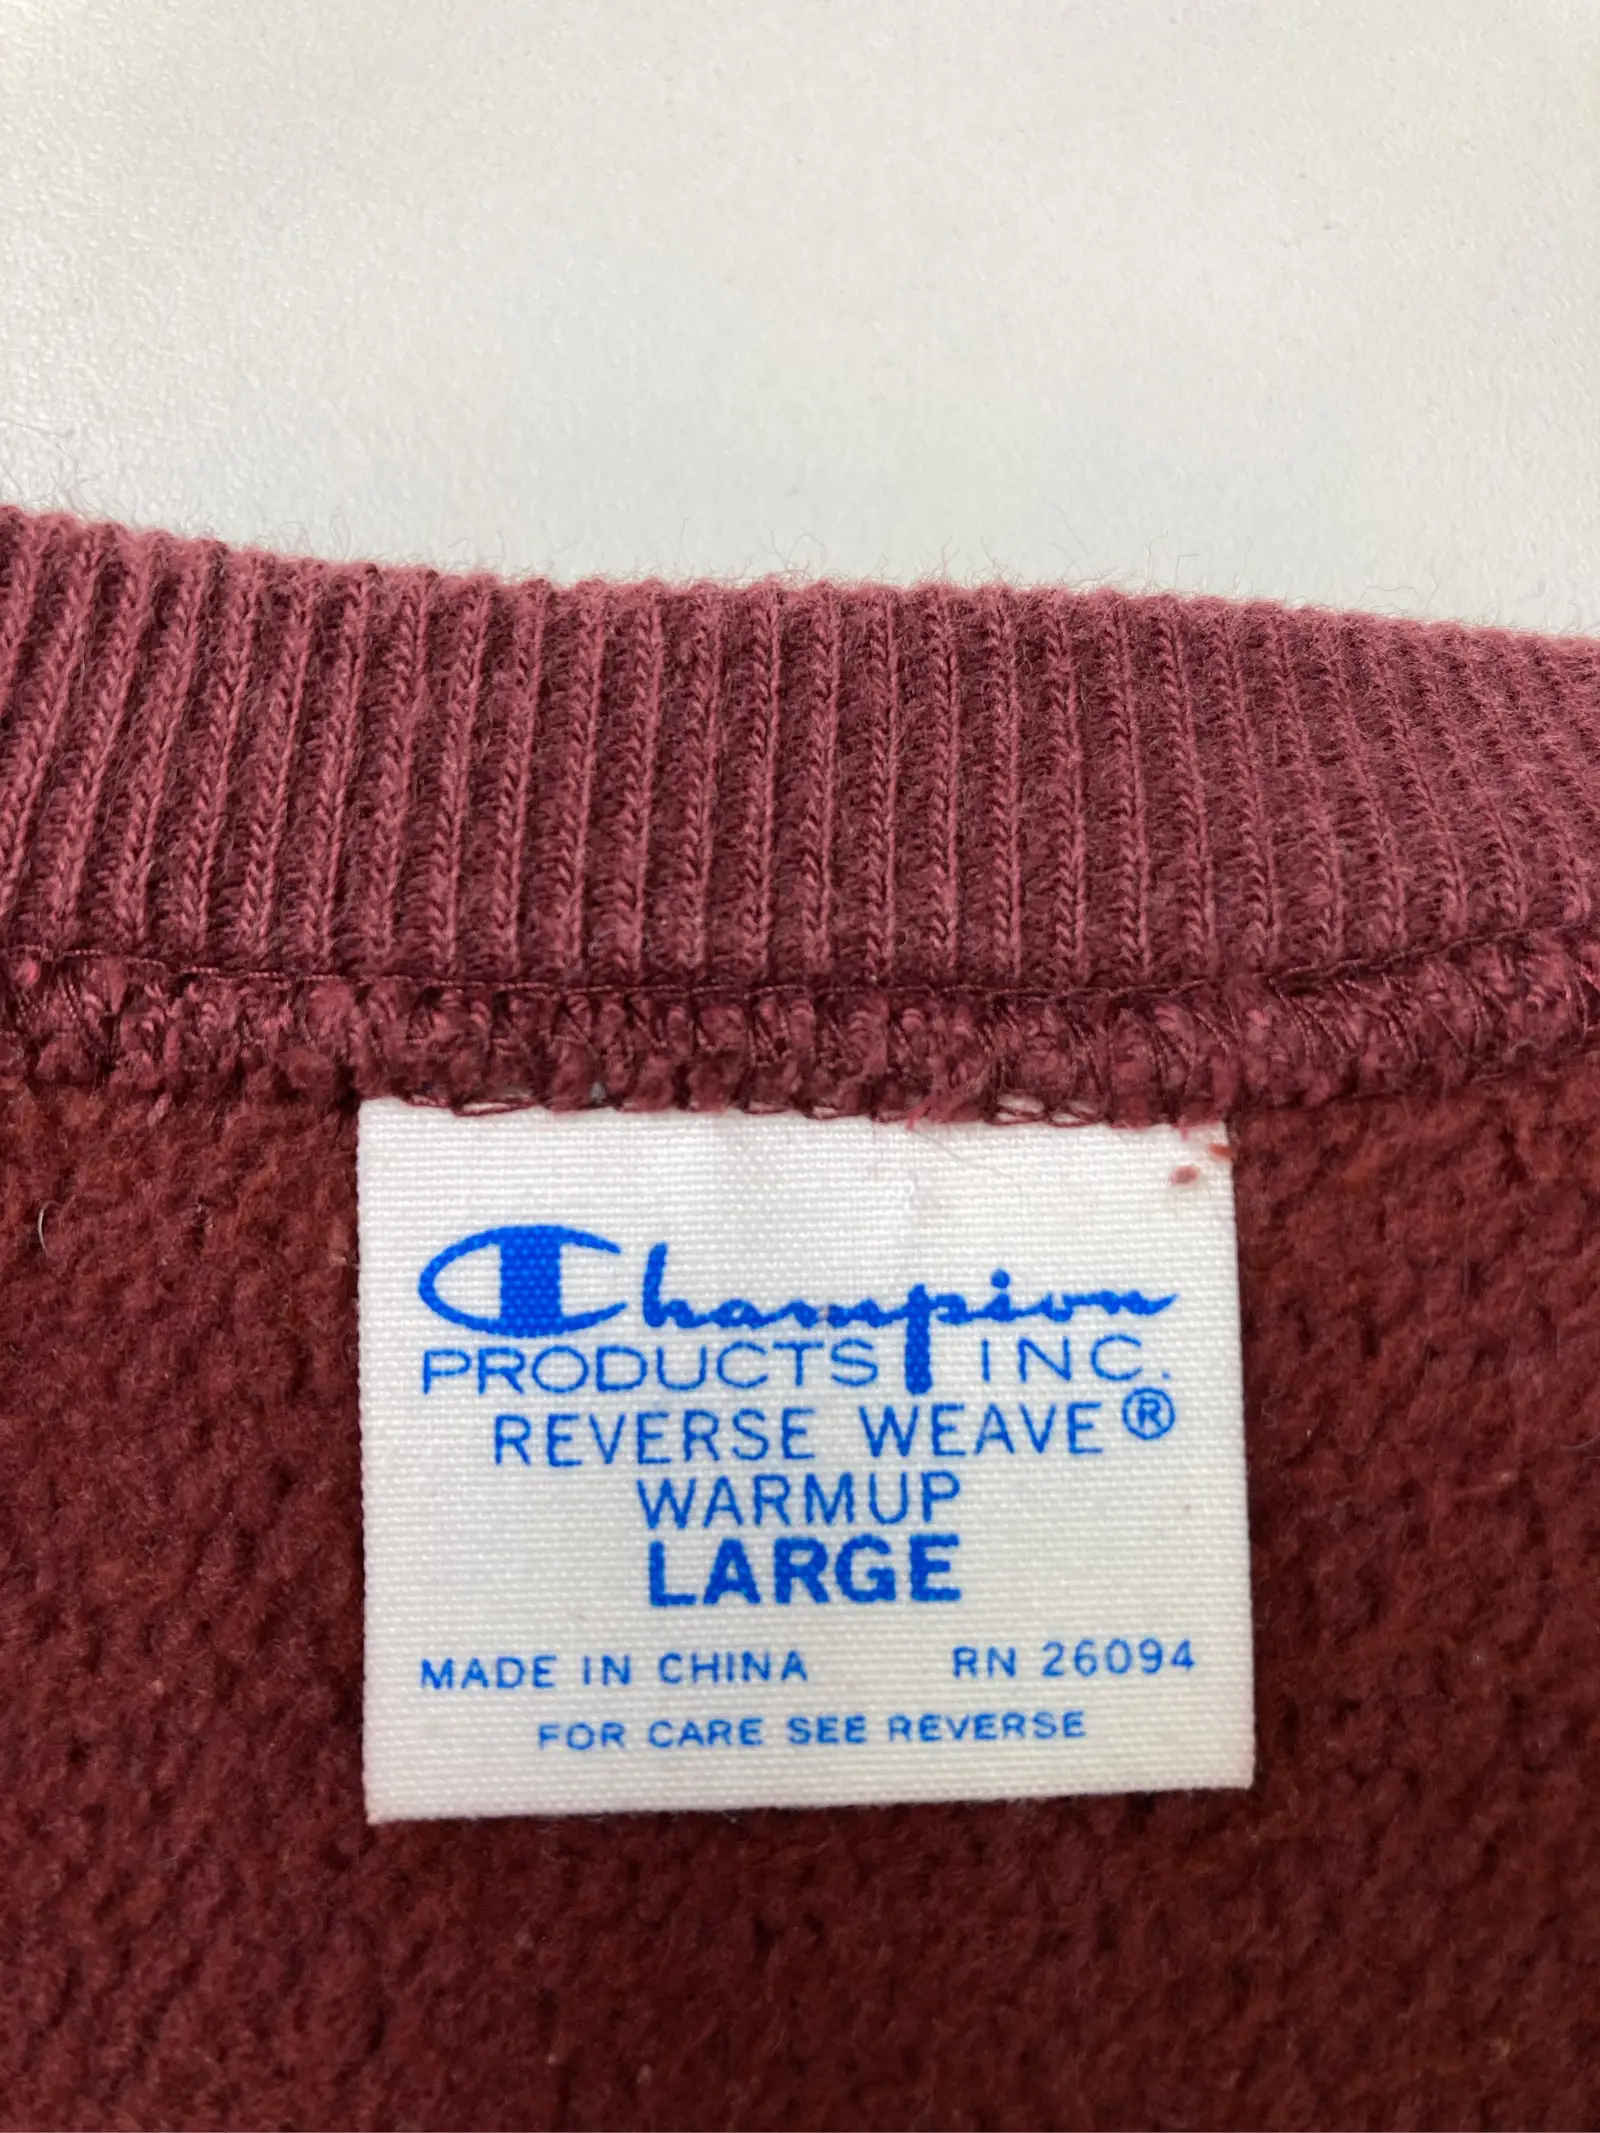 Champion
PRODUCTS INC.
REVERSE WEAVE®
WARMUP
LARGE
MADE IN CHINA RN 26094
FOR CARE SEE REVERSE